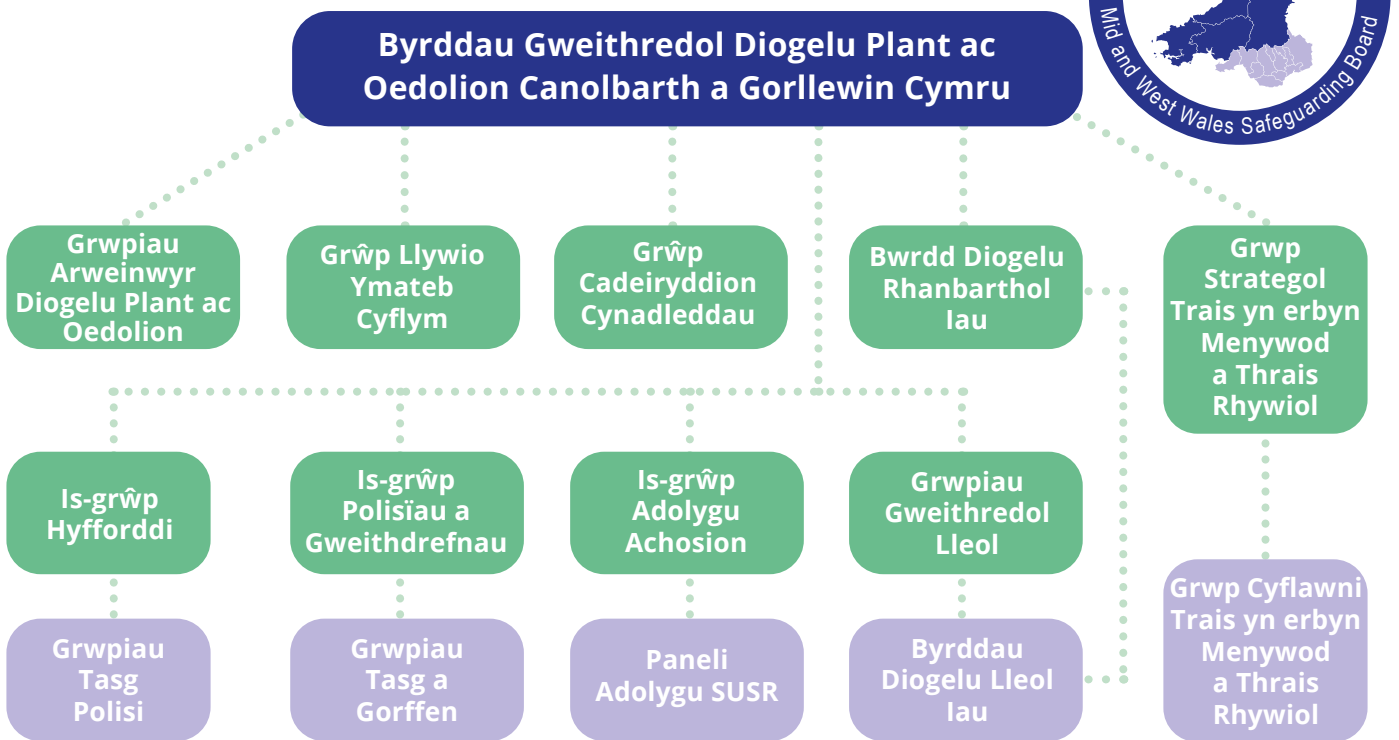 Byrddau Gweithredol Diogelu Plant ac
Oedolion Canolbarth a Gorllewin Cymru
Mid and West Wales Safeguarding Board
Grwpiau
Arweinwyr
Diogelu Plant ac
Oedolion
Grŵp Llywio
Ymateb
Cyflym
Grŵp
Cadeiryddion
Cynadleddau
Bwrdd Diogelu
Rhanbarthol
Iau
Grwp
Strategol
Trais yn erbyn
Menywod
a Thrais
Rhywiol
Is-grŵp
Hyfforddi
Is-grŵp
Polisïau a
Gweithdrefnau
Is-grŵp
Adolygu
Achosion
Grwpiau
Gweithredol
Lleol
Grwpiau
Tasg
Polisi
Grwpiau
Tasg a
Gorffen
Paneli
Adolygu SUSR
Byrddau
Diogelu Lleol
Iau
Grwp Cyflawni
Trais yn erbyn
Menywod
a Thrais
Rhywiol